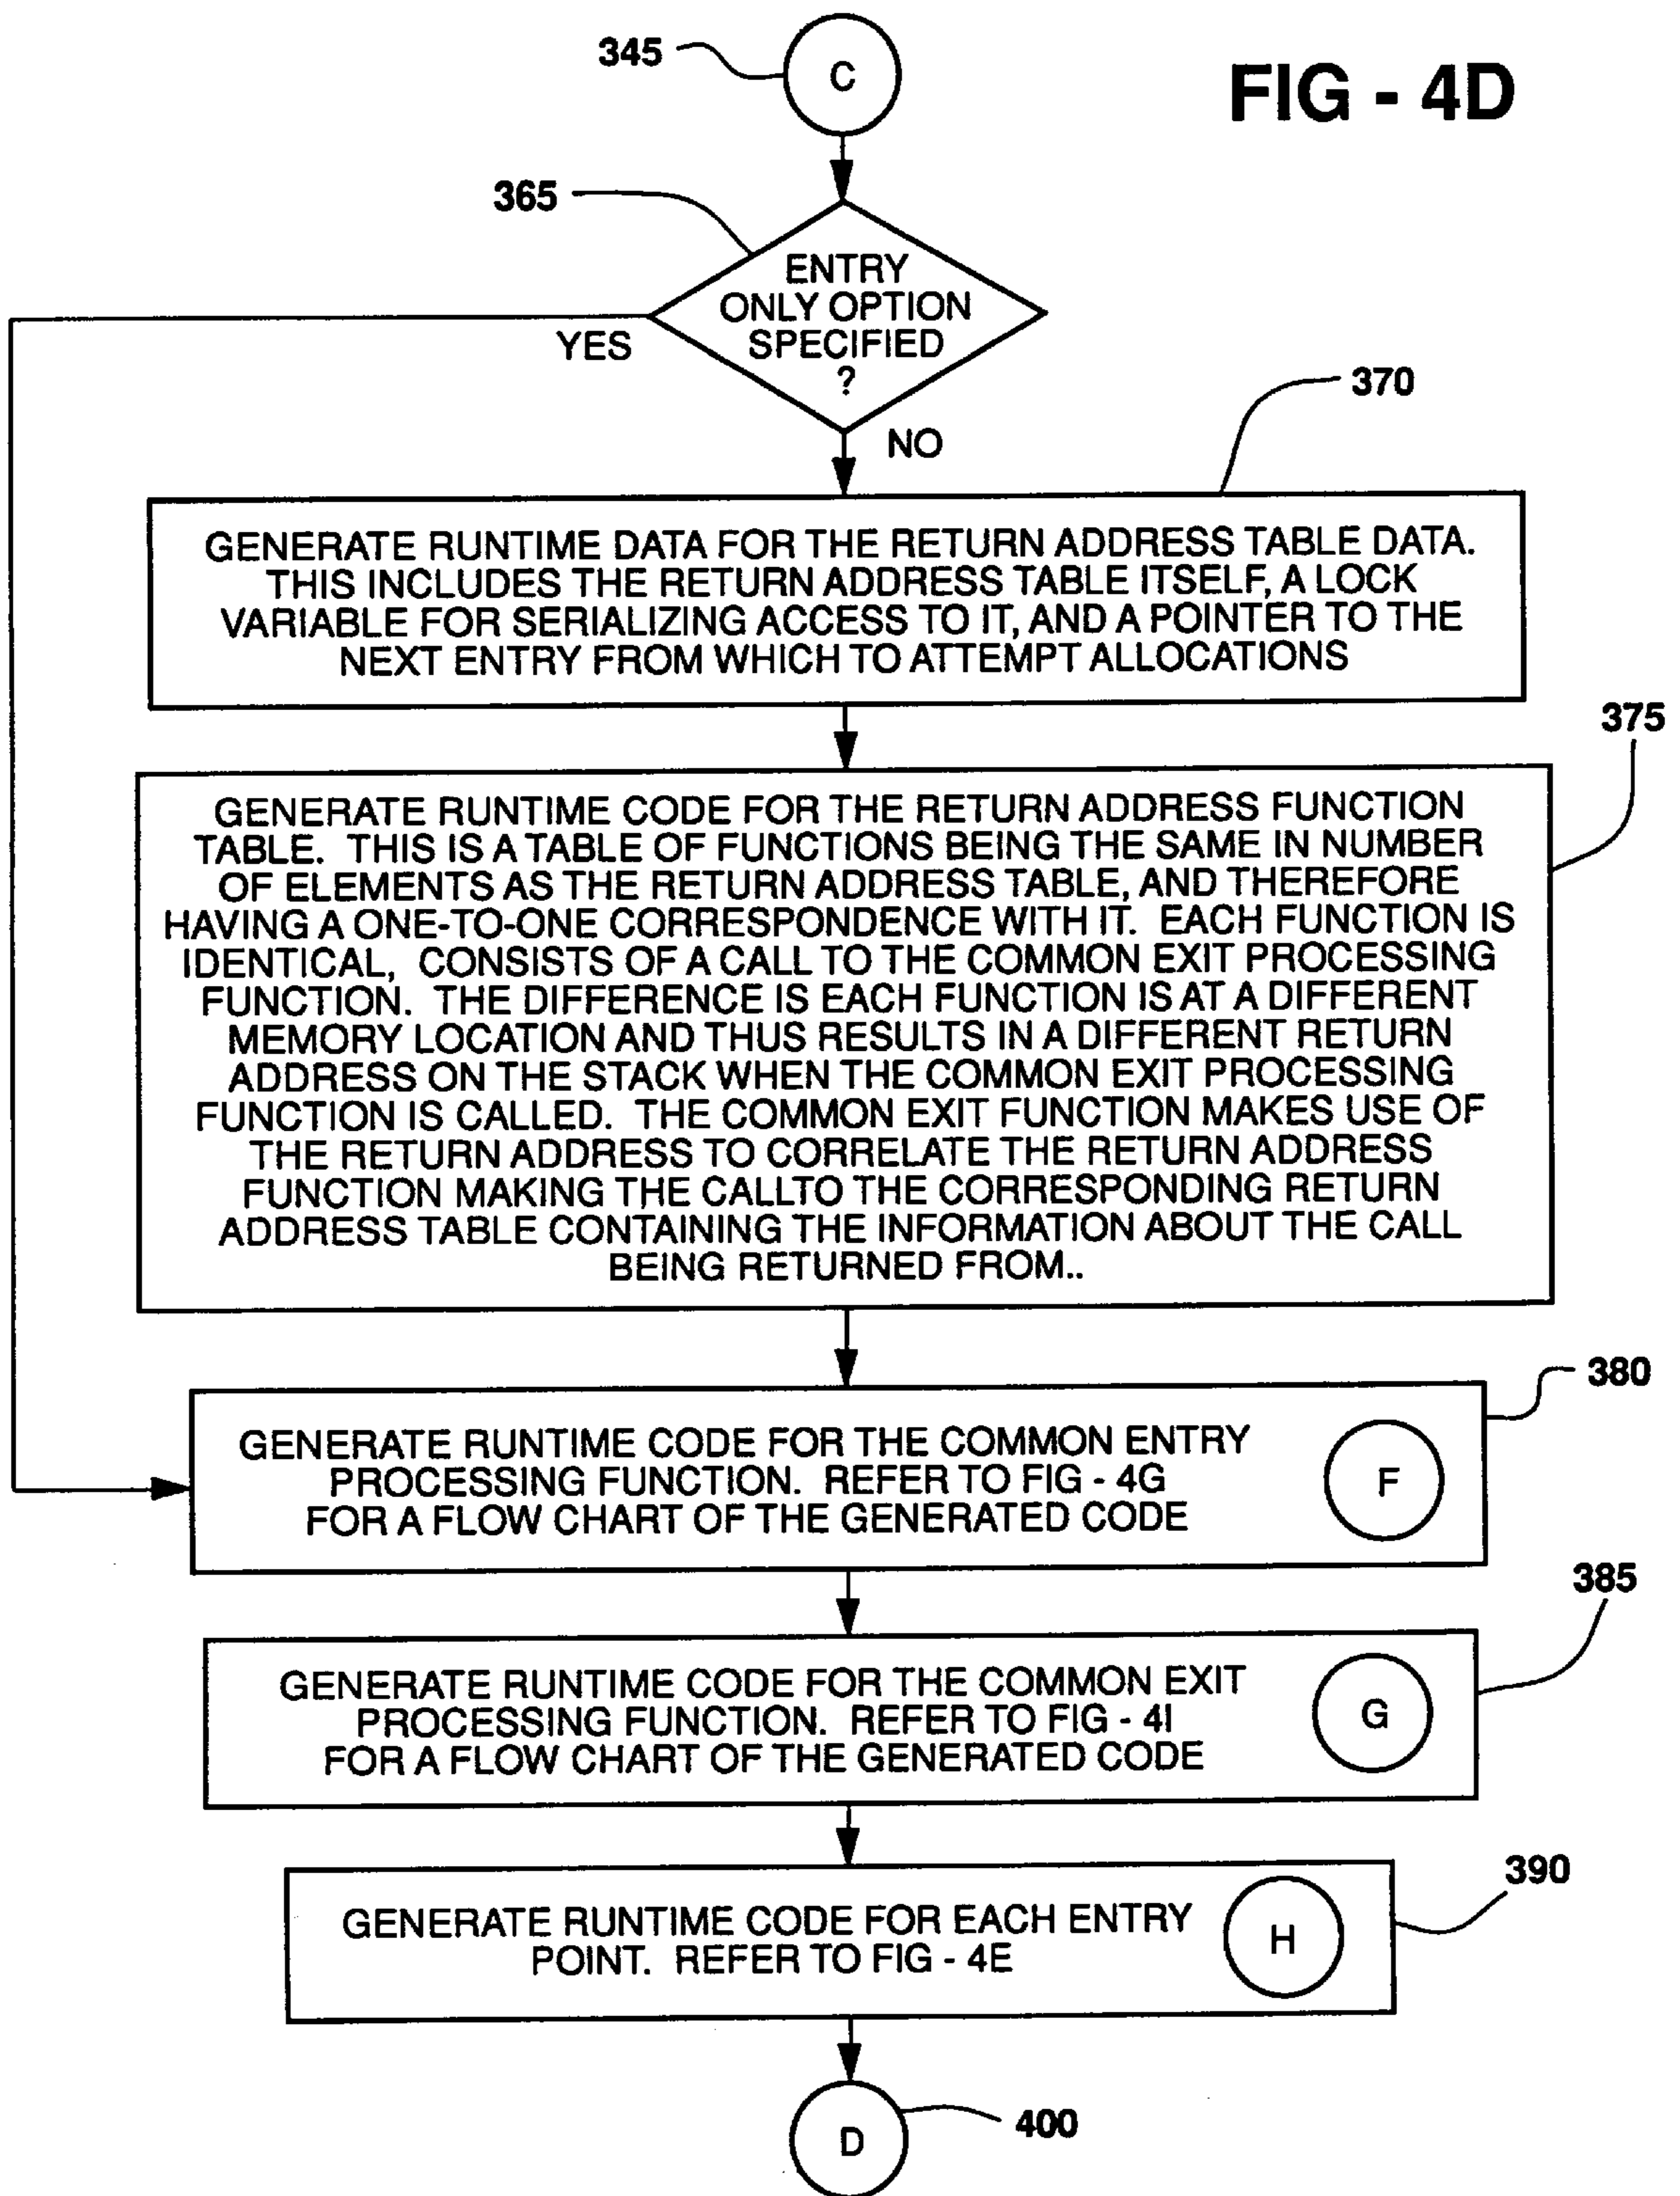 345
C
FIG - 4D
365
ENTRY
ONLY OPTION
SPECIFIED
?
YES
NO
370
GENERATE RUNTIME DATA FOR THE RETURN ADDRESS TABLE DATA.
THIS INCLUDES THE RETURN ADDRESS TABLE ITSELF, A LOCK
VARIABLE FOR SERIALIZING ACCESS TO IT, AND A POINTER TO THE
NEXT ENTRY FROM WHICH TO ATTEMPT ALLOCATIONS
375
GENERATE RUNTIME CODE FOR THE RETURN ADDRESS FUNCTION
TABLE. THIS IS A TABLE OF FUNCTIONS BEING THE SAME IN NUMBER
OF ELEMENTS AS THE RETURN ADDRESS TABLE, AND THEREFORE
HAVING A ONE-TO-ONE CORRESPONDENCE WITH IT. EACH FUNCTION IS
IDENTICAL, CONSISTS OF A CALL TO THE COMMON EXIT PROCESSING
FUNCTION. THE DIFFERENCE IS EACH FUNCTION IS AT A DIFFERENT
MEMORY LOCATION AND THUS RESULTS IN A DIFFERENT RETURN
ADDRESS ON THE STACK WHEN THE COMMON EXIT PROCESSING
FUNCTION IS CALLED. THE COMMON EXIT FUNCTION MAKES USE OF
THE RETURN ADDRESS TO CORRELATE THE RETURN ADDRESS
FUNCTION MAKING THE CALLTO THE CORRESPONDING RETURN
ADDRESS TABLE CONTAINING THE INFORMATION ABOUT THE CALL
BEING RETURNED FROM..
380
GENERATE RUNTIME CODE FOR THE COMMON ENTRY
PROCESSING FUNCTION. REFER TO FIG - 4G
FOR A FLOW CHART OF THE GENERATED CODE
F
385
GENERATE RUNTIME CODE FOR THE COMMON EXIT
PROCESSING FUNCTION. REFER TO FIG - 4I
FOR A FLOW CHART OF THE GENERATED CODE
G
390
GENERATE RUNTIME CODE FOR EACH ENTRY
POINT. REFER TO FIG - 4E
H
D
400